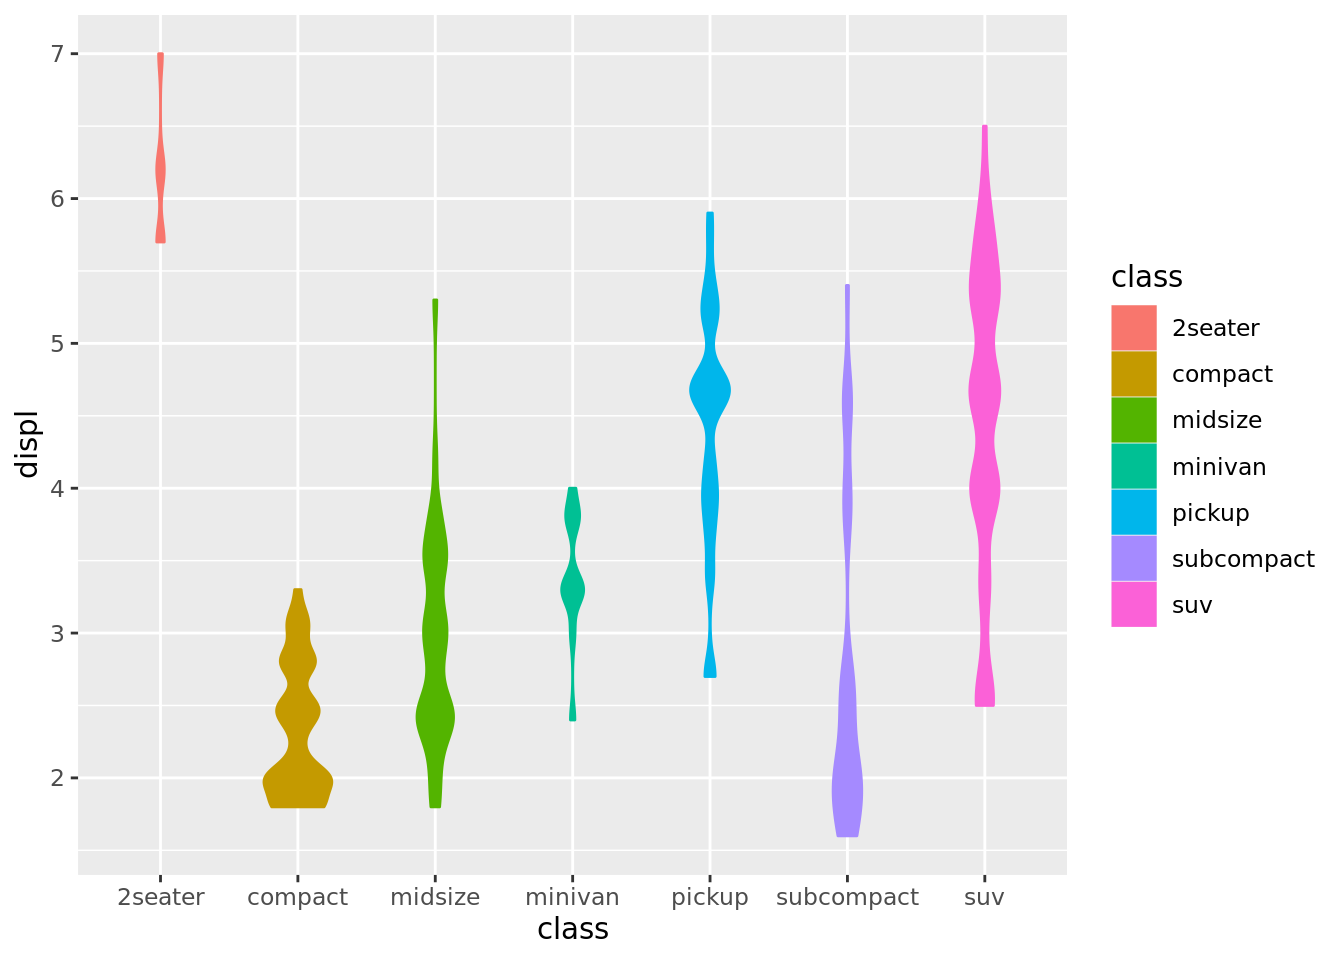 7
6
5
4
3
2
displ
2seater compact midsize minivan pickup subcompact suv
class
class
2seater
compact
midsize
minivan
pickup
subcompact
suv